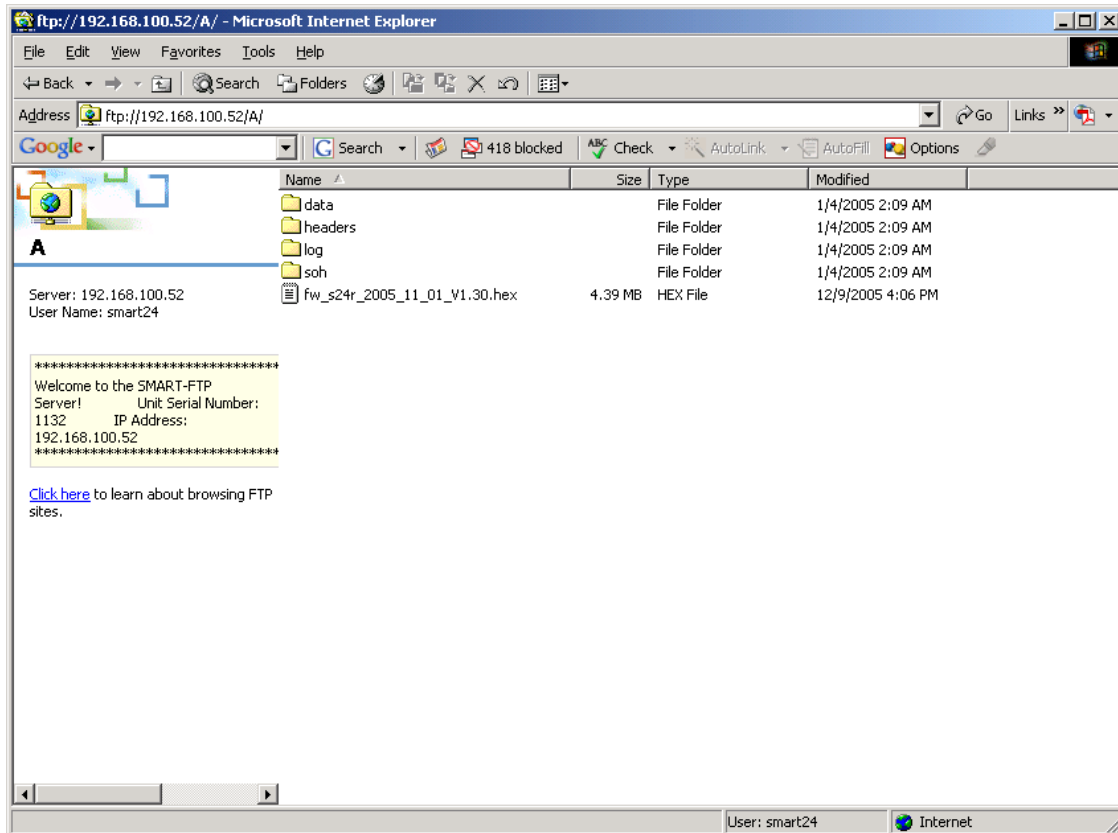 ftp://192.168.100.52/A/ - Microsoft Internet Explorer
File Edit View Favorites Tools Help
Back Search Folders
Address ftp://192.168.100.52/A/ Go Links »
Google Search 418 blocked ABC Check AutoLink AutoFill Options
Name Size Type Modified
data File Folder 1/4/2005 2:09 AM
headers File Folder 1/4/2005 2:09 AM
log File Folder 1/4/2005 2:09 AM
soh File Folder 1/4/2005 2:09 AM
fw_s24r_2005_11_01_V1.30.hex 4.39 MB HEX File 12/9/2005 4:06 PM
A
Server: 192.168.100.52
User Name: smart24
*******************************
Welcome to the SMART-FTP
Server! Unit Serial Number:
1132 IP Address:
192.168.100.52
*******************************
Click here to learn about browsing FTP
sites.
User: smart24 Internet